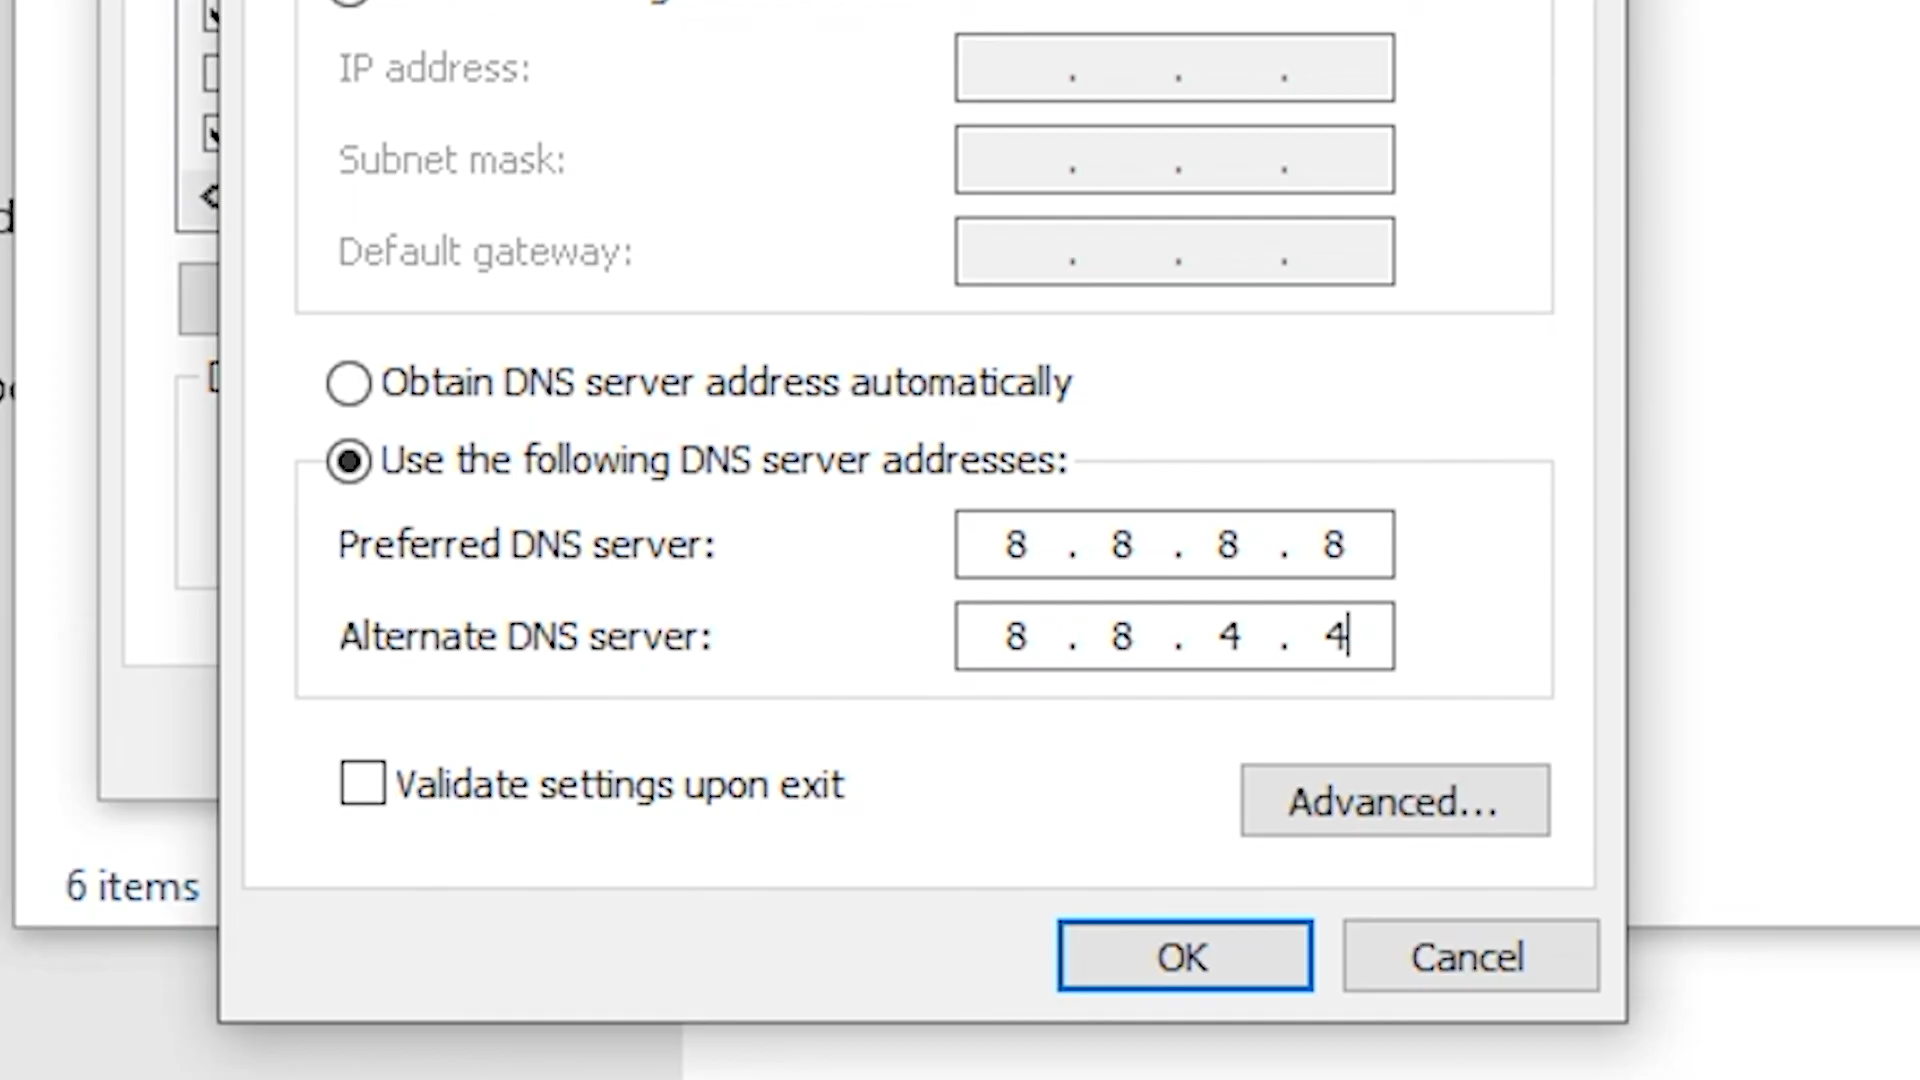 IP address:
. . .
Subnet mask:
. . .
Default gateway:
. . .
Obtain DNS server address automatically
Use the following DNS server addresses:
Preferred DNS server:
8 . 8 . 8 . 8
Alternate DNS server:
8 . 8 . 4 . 4
Validate settings upon exit
Advanced...
6 items
OK
Cancel